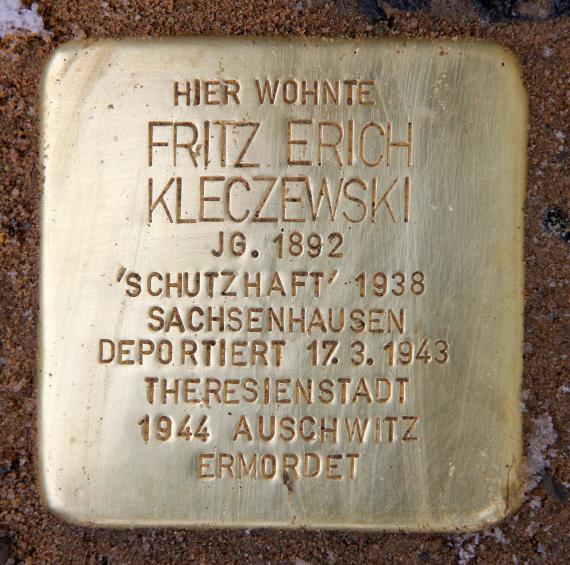 HIER WOHNTE
FRITZ ERICH
KLECZEWSKI
JG. 1892
'SCHUTZHAFT' 1938
SACHSENHAUSEN
DEPORTIERT 17.3.1943
THERESIENSTADT
1944 AUSCHWITZ
ERMORDET